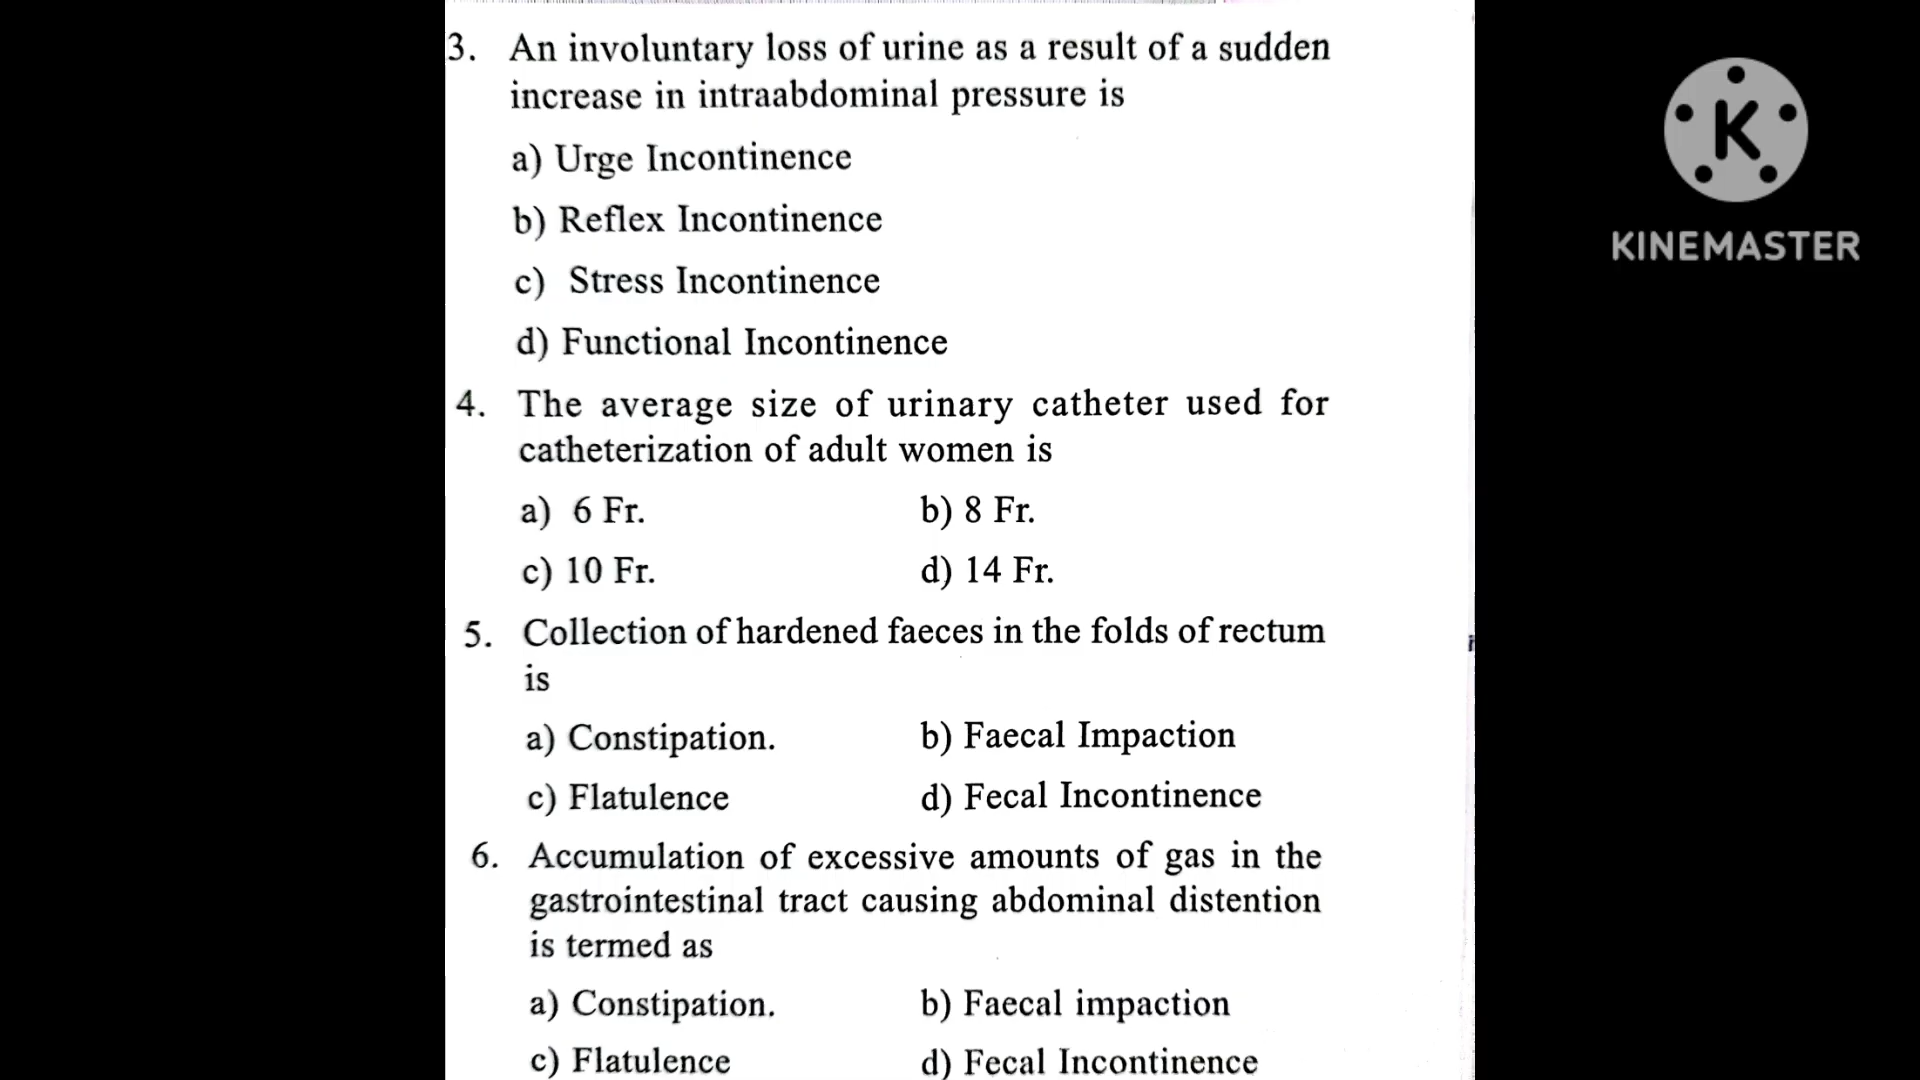 3. An involuntary loss of urine as a result of a sudden
increase in intraabdominal pressure is
a) Urge Incontinence
b) Reflex Incontinence
c) Stress Incontinence
d) Functional Incontinence
4. The average size of urinary catheter used for
catheterization of adult women is
a) 6 Fr. b) 8 Fr.
c) 10 Fr. d) 14 Fr.
5. Collection of hardened faeces in the folds of rectum
is
a) Constipation. b) Faecal Impaction
c) Flatulence d) Fecal Incontinence
6. Accumulation of excessive amounts of gas in the
gastrointestinal tract causing abdominal distention
is termed as
a) Constipation. b) Faecal impaction
c) Flatulence d) Fecal Incontinence
K
KINEMASTER